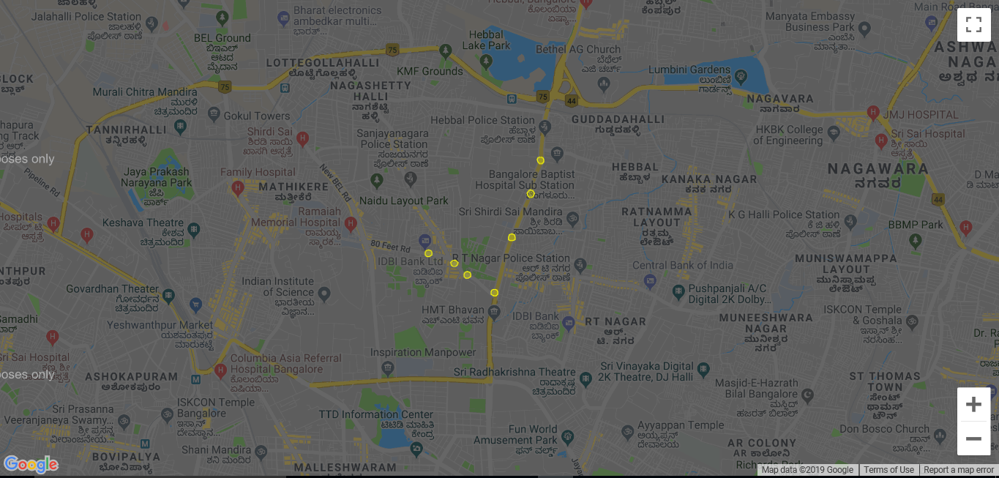 Jalahalli Police Station
ಜಾಲಹಳ್ಳಿ
ಪೊಲೀಸ್ ಠಾಣೆ
Bharat electronics
ambedkar multi...
ಭಾರತ್...
BEL Ground
ಬಿಇಎಲ್
ಆಟದ
ಮೈದಾನ
Hebbal, Bangalore
ಕೊಲಂಬಿಯಾ
ಏಷ್ಯಾ...
ಹೆಬ್ಬಾಳ್
ಕೆಂಪಪುರ
Main Road
Manyata Embassy
Business Park
ಎಂಬೆಸಿ
ಮಾನ್ಯತಾ...
Hebbal
Lake Park
Bethel AG Church
ಬೆಥೆಲ್
ಎಜಿ ಚರ್ಚ್
75
LOTTEGOLLAHALLI
ಲೊಟ್ಟಿಗೊಲ್ಲಹಳ್ಳಿ
KMF Grounds
Lumbini Gardens
ಲುಂಬಿಣಿ
ಗಾರ್ಡನ್ಸ್
ASHWA
NAGA
ಅಶ್ವಥ ನ
BLOCK
ಬ್ಲಾಕ್
Murali Chitra Mandira
ಮುರಳಿ
ಚಿತ್ರಮಂದಿರ
75
NAGASHETTY
HALLI
ನಾಗಶೆಟ್ಟಿ
ಹಳ್ಳಿ
75
44
NAGAVARA
ನಾಗವಾರ
Gokul Towers
Hebbal Police Station
ಹೆಬ್ಬಾಳ
ಪೊಲೀಸ್ ಠಾಣೆ
GUDDADAHALLI
ಗುಡ್ಡದಹಳ್ಳಿ
H
JMJ HOSPITAL
TANNIRHALLI
ತನ್ನಿರಹಳ್ಳಿ
Shirdi Sai
ಶಿರಡಿ ಸಾಯಿ
ಖಾಸಗಿ ಆಸ್ಪತ್ರೆ
Sanjayanagara
Police Station
ಸಂಜಯನಗರ
ಪೊಲೀಸ್ ಠಾಣೆ
HKBK College
of Engineering
Sri Sai Hospital
ಶ್ರೀ ಸಾಯಿ
ಆಸ್ಪತ್ರೆ
hapura
ng Track
poses only
Pipeline Rd
Jaya Prakash
Narayana Park
ಜೆಪಿ
ಪಾರ್ಕ್
Family Hospital
MATHIKERE
ಮತ್ತೀಕೆರೆ
New BEL Rd
Naidu Layout Park
Bangalore Baptist
Hospital Sub Station
HEBBAL
ಹೆಬ್ಬಾಳ
KANAKA NAGAR
ಕನಕ ನಗರ
NAGAWARA
ನಗವರ
44
Hospitals
ಪೀಪಲ್ ಟ್ರಿ
ಆಸ್ಪತ್ರೆ
Keshava Theatre
ಕೇಶವ
ಚಿತ್ರಮಂದಿರ
Ramaiah
Memorial Hospital
ರಾಮಯ್ಯ
ಸ್ಮಾರಕ...
Sri Shirdi Sai Mandira
ಶ್ರೀ ಶಿರಡಿ
ಸಾಯಿಬಾಬ...
RATNAMMA
LAYOUT
ರತ್ನಮ್ಮ
ಲೇಔಟ್
K G Halli Police Station
ಕೆ ಜಿ ಹಳ್ಳಿ
ಪೊಲೀಸ್ ಠಾಣೆ
BBMP Park
80 Feet Rd
IDBI Bank Ltd
ಐಡಿಬಿಐ
ಬ್ಯಾಂಕ್
R T Nagar Police Station
ಆರ್ ಟಿ ನಗರ
ಪೊಲೀಸ್ ಠಾಣೆ
Central Bank of India
MUNISWAMAPPA
LAYOUT
ಮುನಿಸ್ವಾಮಪ್ಪ
ಲೇಔಟ್
NTHPUR
ಂತಪುರ
Govardhan Theater
ಗೋವರ್ಧನ
ಚಿತ್ರಮಂದಿರ
Indian Institute
of Science
ಭಾರತೀಯ
ವಿಜ್ಞಾನ...
Pushpanjali A/C
Digital 2K Dolby...
Samadhi
Yeshwanthpur Market
ಯಶವಂತಪುರ
ಮಾರುಕಟ್ಟೆ
HMT Bhavan
ಎಚ್ಎಂಟಿ ಭವನ
IDBI Bank
ಐಡಿಬಿಐ
ಬ್ಯಾಂಕ್
RT NAGAR
ಆರ್.
ಟಿ. ನಗರ
MUNEESHWARA
NAGAR
ಮುನೀಶ್ವರ
ನಗರ
ISKCON Temple
& Goshala
ಇಸ್ಕಾನ್ ಶ್ರೀ
ನರಸಿಂಹ...
Sri Sai Hospital
poses only
ASHOKAPURAM
ಅಶೋಕಪುರಂ
Columbia Asia Referral
Hospital Bangalore
ಕೊಲಂಬಿಯಾ
ಏಷಿಯಾ...
Inspiration Manpower
Sri Radhakrishna Theatre
ರಾಧಾಕೃಷ್ಣ
ಚಿತ್ರಮಂದಿರ
Sri Vinayaka Digital
2K Theatre, DJ Halli
Masjid-E-Hazrath
Bilal Bangalore
ಮಸ್ಜಿದ್
ಹಜರತ್ ಬಿಲಾಲ್
ST THOMAS
TOWN
ಸೇಂಟ್
ಥಾಮಸ್
ಟೌನ್
Sri Prasanna
Veeranjaneya Swamy...
ಶ್ರೀ ಪ್ರಸನ್ನ
ವೀರಾಂಜನೇಯ...
ISKCON Temple
Bangalore
ಇಸ್ಕಾನ್
ದೇವಸ್ಥಾನ...
TTD Information Center
ಟಿಟಿಡಿ ಮಾಹಿತಿ
ಕೇಂದ್ರ
Fun World
Amusement Park
ಫನ್ ವರ್ಲ್ಡ್
Ayyappan Temple
ಅಯ್ಯಪ್ಪನ್
ದೇವಾಲಯ
Don Bosco Church
ಡಾನ್
ಬಾಸ್ಕೋ...
BOVIPALYA
ಭೋವಿಪಾಳ್ಯ
Shani Mandira
ಶನಿ ಮಂದಿರ
MALLESHWARAM
AR COLONY
ಆರ್ ಕಾಲೋನಿ
Richards Park
Google
Map data ©2019 Google
Terms of Use
Report a map error